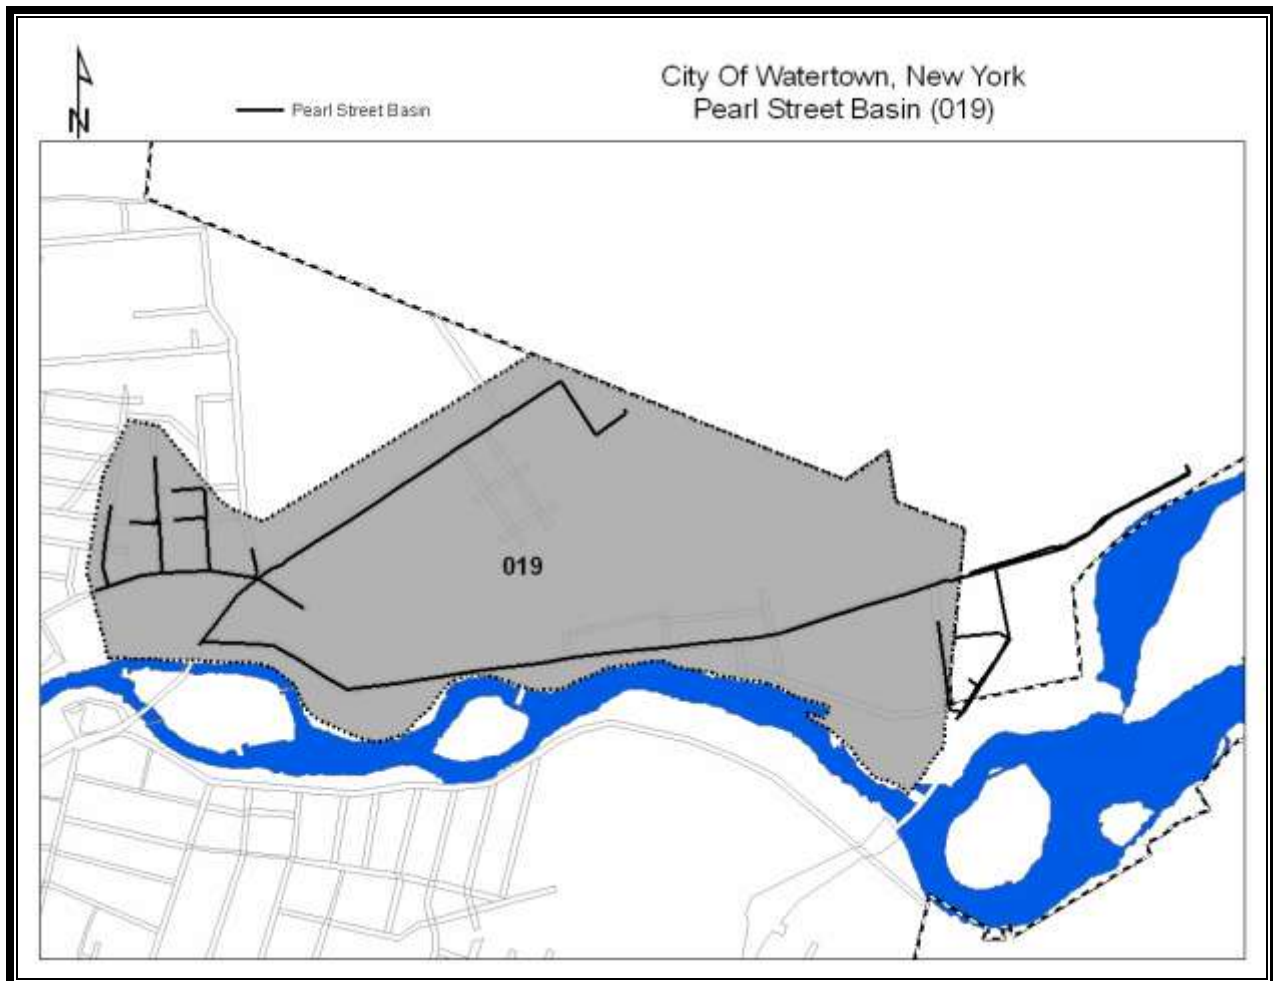 City Of Watertown, New York
Pearl Street Basin (019)
Pearl Street Basin
N
019